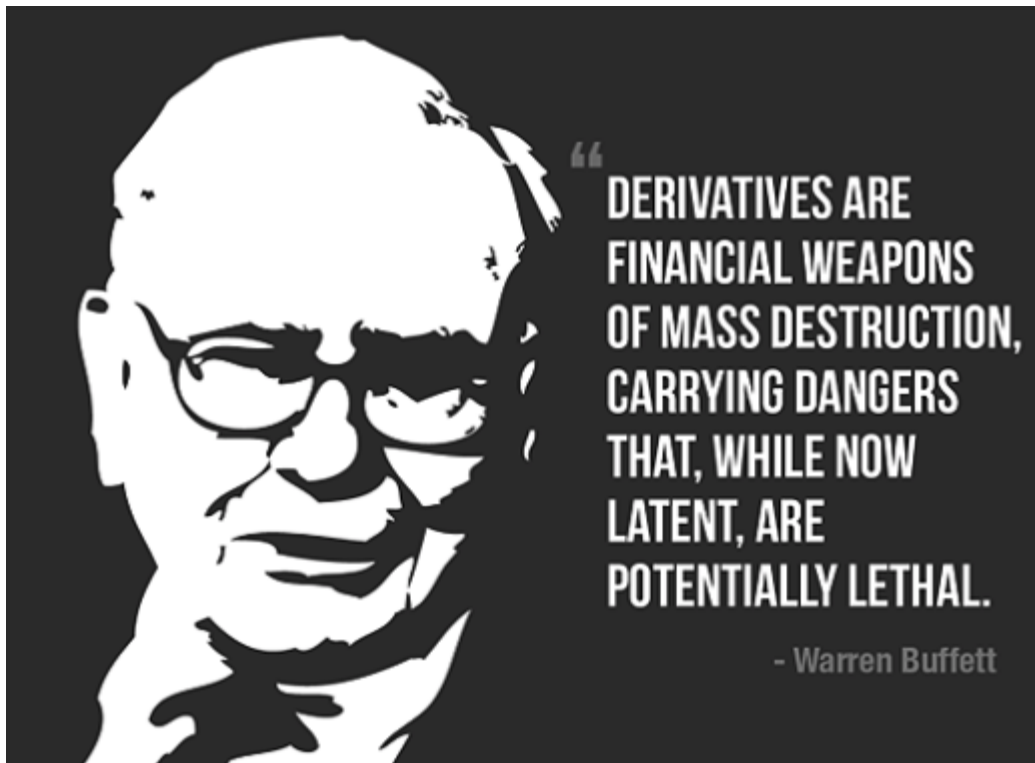 “
DERIVATIVES ARE
FINANCIAL WEAPONS
OF MASS DESTRUCTION,
CARRYING DANGERS
THAT, WHILE NOW
LATENT, ARE
POTENTIALLY LETHAL.
- Warren Buffett